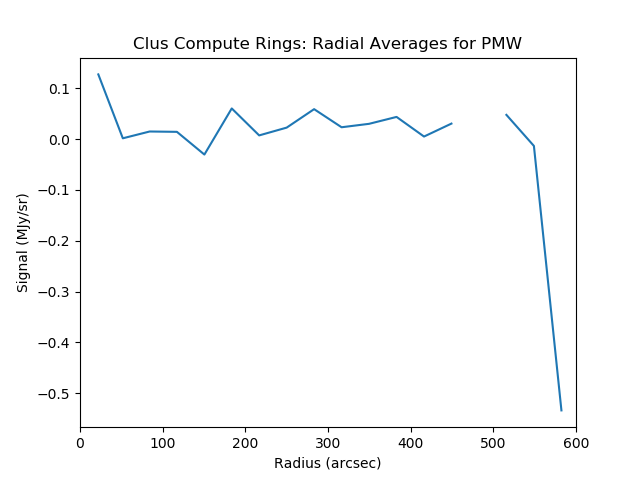 Clus Compute Rings: Radial Averages for PMW
0.1
0.0
−0.1
−0.2
−0.3
−0.4
−0.5
Signal (MJy/sr)
0 100 200 300 400 500 600
Radius (arcsec)